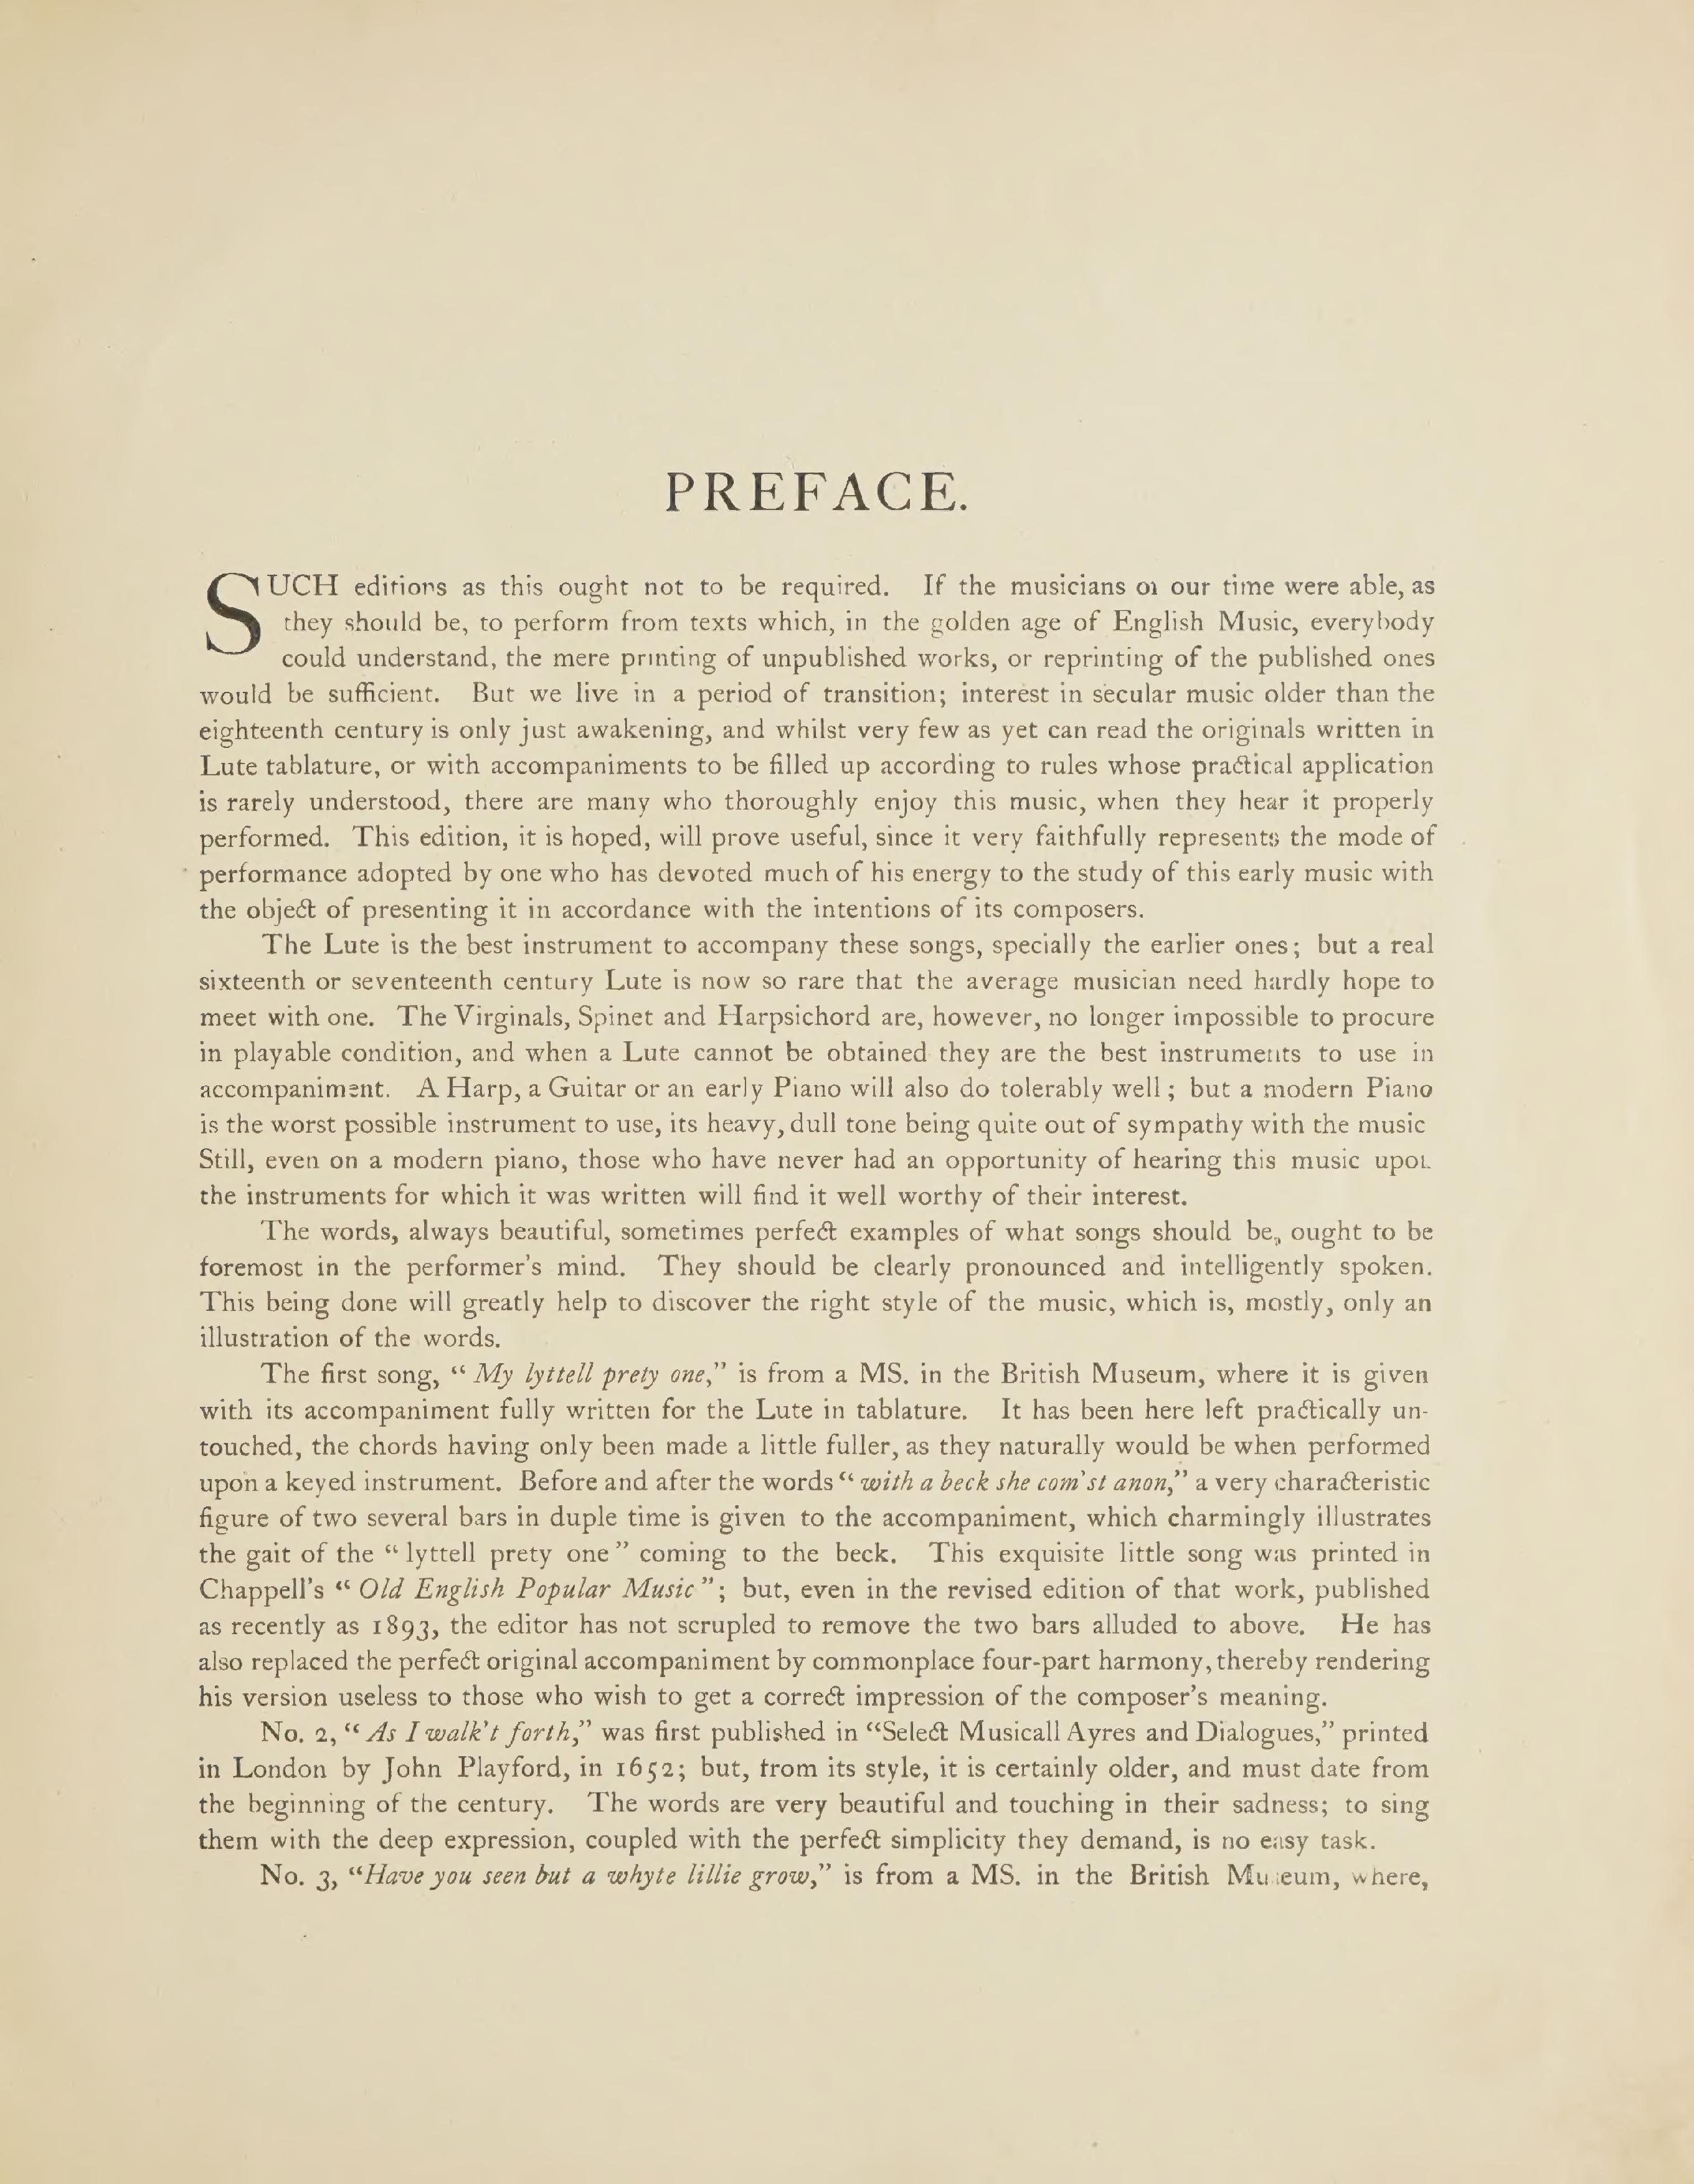 PREFACE.
SUCH editions as this ought not to be required. If the musicians of our time were able, as
they should be, to perform from texts which, in the golden age of English Music, everybody
could understand, the mere printing of unpublished works, or reprinting of the published ones
would be sufficient. But we live in a period of transition; interest in secular music older than the
eighteenth century is only just awakening, and whilst very few as yet can read the originals written in
Lute tablature, or with accompaniments to be filled up according to rules whose practical application
is rarely understood, there are many who thoroughly enjoy this music, when they hear it properly
performed. This edition, it is hoped, will prove useful, since it very faithfully represents the mode of
performance adopted by one who has devoted much of his energy to the study of this early music with
the object of presenting it in accordance with the intentions of its composers.
The Lute is the best instrument to accompany these songs, specially the earlier ones; but a real
sixteenth or seventeenth century Lute is now so rare that the average musician need hardly hope to
meet with one. The Virginals, Spinet and Harpsichord are, however, no longer impossible to procure
in playable condition, and when a Lute cannot be obtained they are the best instruments to use in
accompaniment. A Harp, a Guitar or an early Piano will also do tolerably well; but a modern Piano
is the worst possible instrument to use, its heavy, dull tone being quite out of sympathy with the music
Still, even on a modern piano, those who have never had an opportunity of hearing this music upon
the instruments for which it was written will find it well worthy of their interest.
The words, always beautiful, sometimes perfect examples of what songs should be, ought to be
foremost in the performer's mind. They should be clearly pronounced and intelligently spoken.
This being done will greatly help to discover the right style of the music, which is, mostly, only an
illustration of the words.
The first song, “My lyttell prety one,” is from a MS. in the British Museum, where it is given
with its accompaniment fully written for the Lute in tablature. It has been here left practically un-
touched, the chords having only been made a little fuller, as they naturally would be when performed
upon a keyed instrument. Before and after the words “with a beck she com'st anon,” a very characteristic
figure of two several bars in duple time is given to the accompaniment, which charmingly illustrates
the gait of the “lyttell prety one” coming to the beck. This exquisite little song was printed in
Chappell's “Old English Popular Music”; but, even in the revised edition of that work, published
as recently as 1893, the editor has not scrupled to remove the two bars alluded to above. He has
also replaced the perfect original accompaniment by commonplace four-part harmony, thereby rendering
his version useless to those who wish to get a correct impression of the composer's meaning.
No. 2, “As I walk't forth,” was first published in “Select Musicall Ayres and Dialogues,” printed
in London by John Playford, in 1652; but, from its style, it is certainly older, and must date from
the beginning of the century. The words are very beautiful and touching in their sadness; to sing
them with the deep expression, coupled with the perfect simplicity they demand, is no easy task.
No. 3, “Have you seen but a whyte lillie grow,” is from a MS. in the British Museum, where,